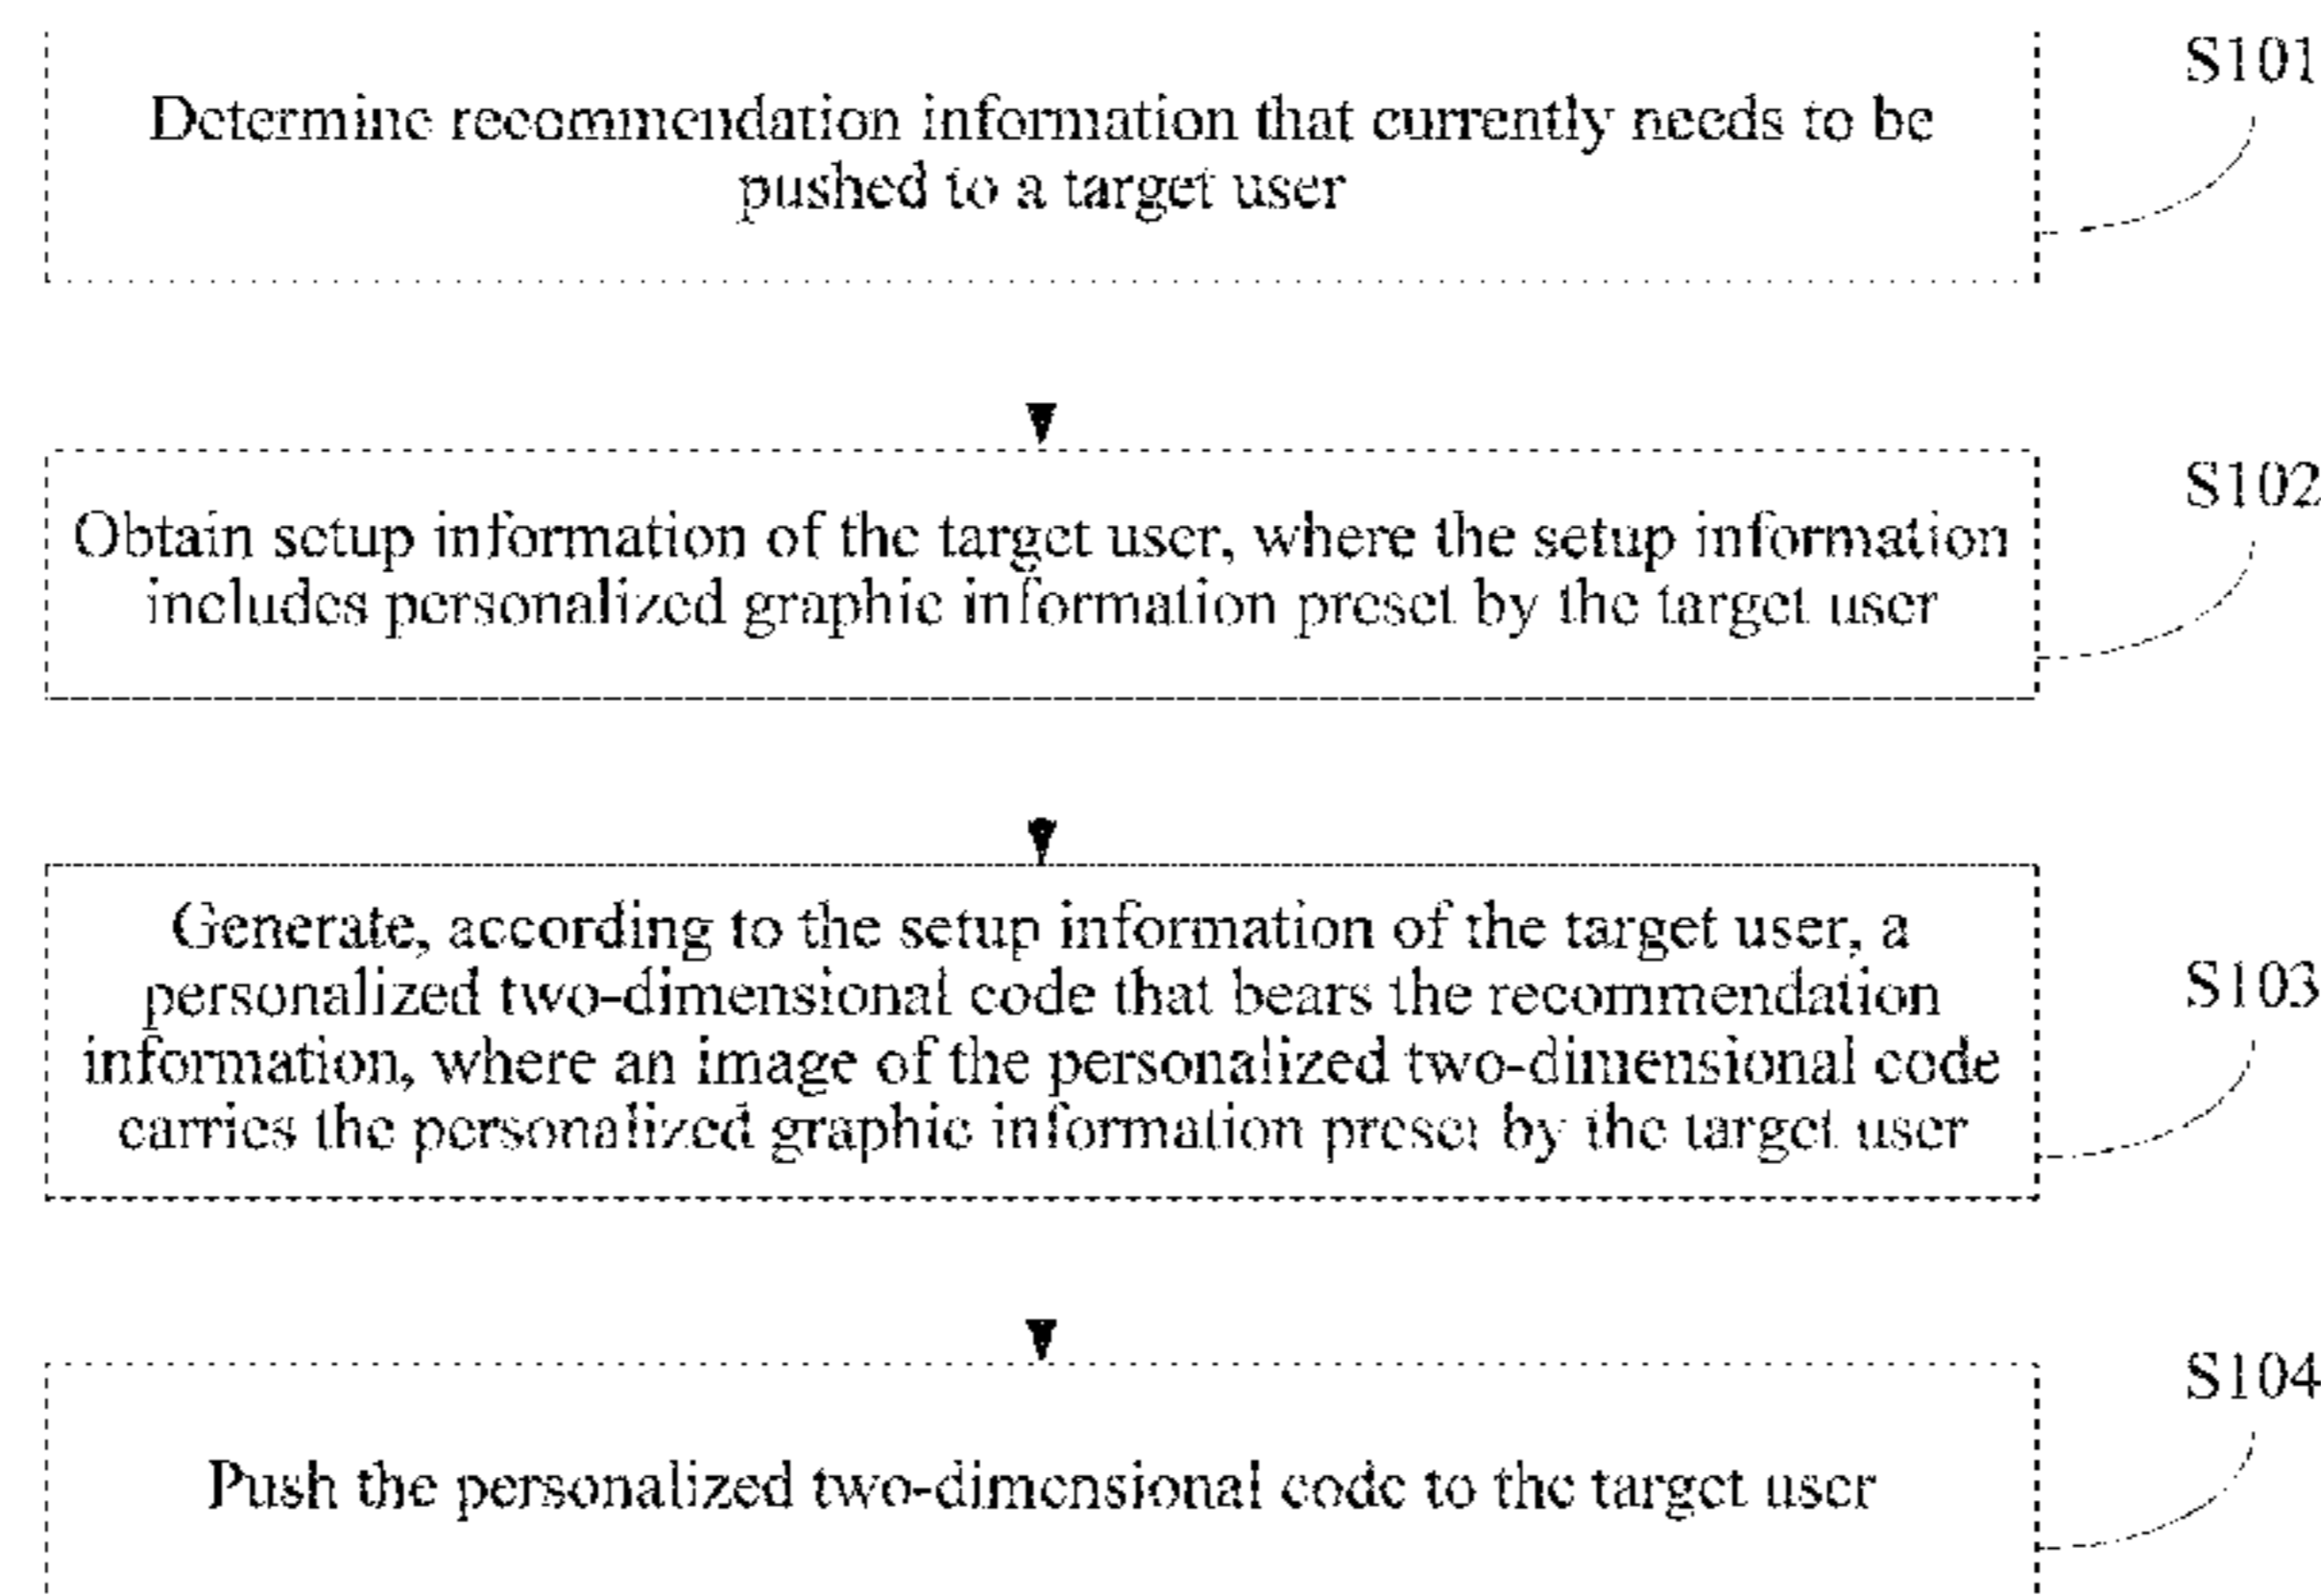 S101
Determine recommendation information that currently needs to be
pushed to a target user
S102
Obtain setup information of the target user, where the setup information
includes personalized graphic information preset by the target user
Generate, according to the setup information of the target user, a
personalized two-dimensional code that bears the recommendation
S103
information, where an image of the personalized two-dimensional code
carries the personalized graphic information preset by the target user
S104
Push the personalized two-dimensional code to the target user